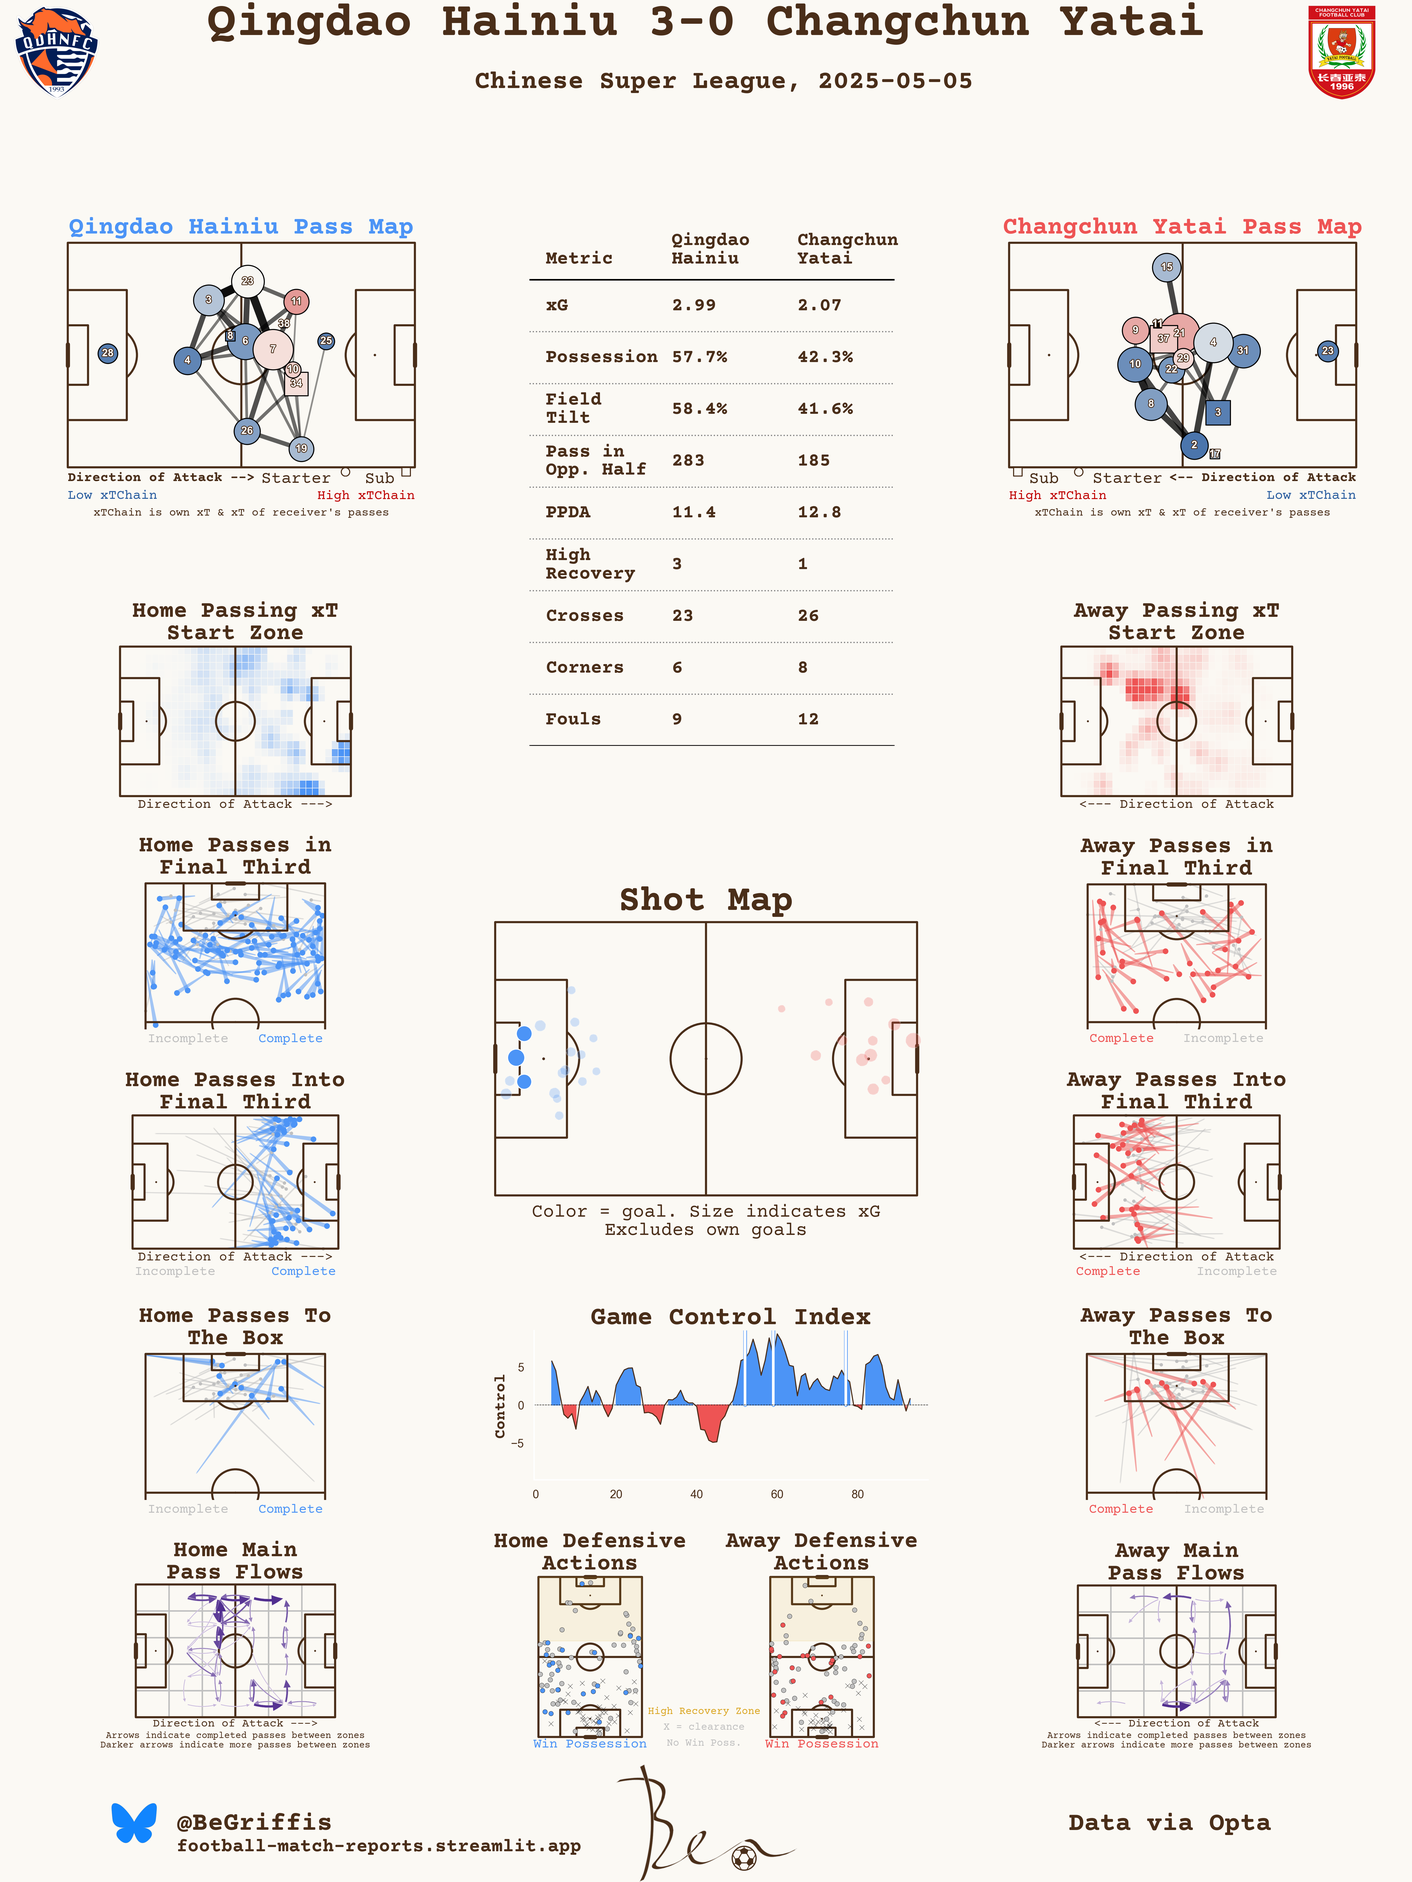 Qingdao Hainiu 3-0 Changchun Yatai
Chinese Super League, 2025-05-05
QDHNFC
1993
CHANGCHUN YATAI
FOOTBALL CLUB
长春亚泰
1996
Qingdao Hainiu Pass Map
28
3
4
23
8
6
11
38
7
10
34
25
26
19
Direction of Attack --> Starter Sub
Low xTChain High xTChain
xTChain is own xT & xT of receiver's passes
Metric Qingdao Hainiu Changchun Yatai
xG 2.99 2.07
Possession 57.7% 42.3%
Field Tilt 58.4% 41.6%
Pass in Opp. Half 283 185
PPDA 11.4 12.8
High Recovery 3 1
Crosses 23 26
Corners 6 8
Fouls 9 12
Changchun Yatai Pass Map
15
9
11
37
21
4
31
23
10
22
29
8
3
2
17
Sub Starter <-- Direction of Attack
High xTChain Low xTChain
xTChain is own xT & xT of receiver's passes
Home Passing xT
Start Zone
Direction of Attack --->
Away Passing xT
Start Zone
<--- Direction of Attack
Home Passes in
Final Third
Incomplete Complete
Away Passes in
Final Third
Complete Incomplete
Shot Map
Color = goal. Size indicates xG
Excludes own goals
Home Passes Into
Final Third
Direction of Attack --->
Incomplete Complete
Away Passes Into
Final Third
<--- Direction of Attack
Complete Incomplete
Home Passes To
The Box
Incomplete Complete
Game Control Index
Control
5
0
−5
0 20 40 60 80
Away Passes To
The Box
Complete Incomplete
Home Main
Pass Flows
Direction of Attack --->
Arrows indicate completed passes between zones
Darker arrows indicate more passes between zones
Home Defensive
Actions
Win Possession
High Recovery Zone
X = clearance
No Win Poss.
Away Defensive
Actions
Win Possession
Away Main
Pass Flows
<--- Direction of Attack
Arrows indicate completed passes between zones
Darker arrows indicate more passes between zones
@BeGriffis
football-match-reports.streamlit.app
Ben
Data via Opta